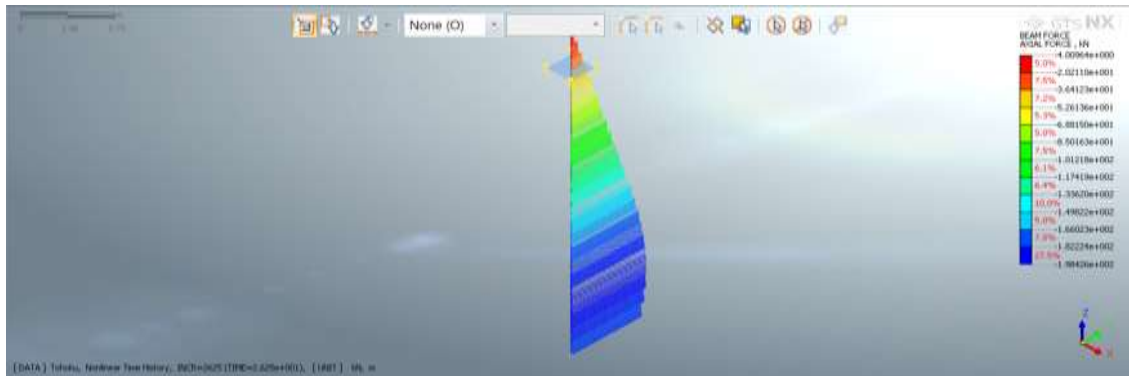 None (O)
GTS NX
BEAM FORCE
AXIAL FORCE , kN
-4.00964e+000
5.0%
-2.02110e+001
7.5%
-3.64123e+001
7.2%
-5.26136e+001
5.3%
-6.88150e+001
5.0%
-8.50163e+001
7.5%
-1.01218e+002
6.1%
-1.17419e+002
6.4%
-1.33620e+002
10.0%
-1.49822e+002
5.0%
-1.66023e+002
7.8%
-1.82224e+002
27.5%
-1.98426e+002
Z
X
[DATA] Tohoku, Nonlinear Time History, INCR=2625 (TIME=2.625e+001), [UNIT] kN, m